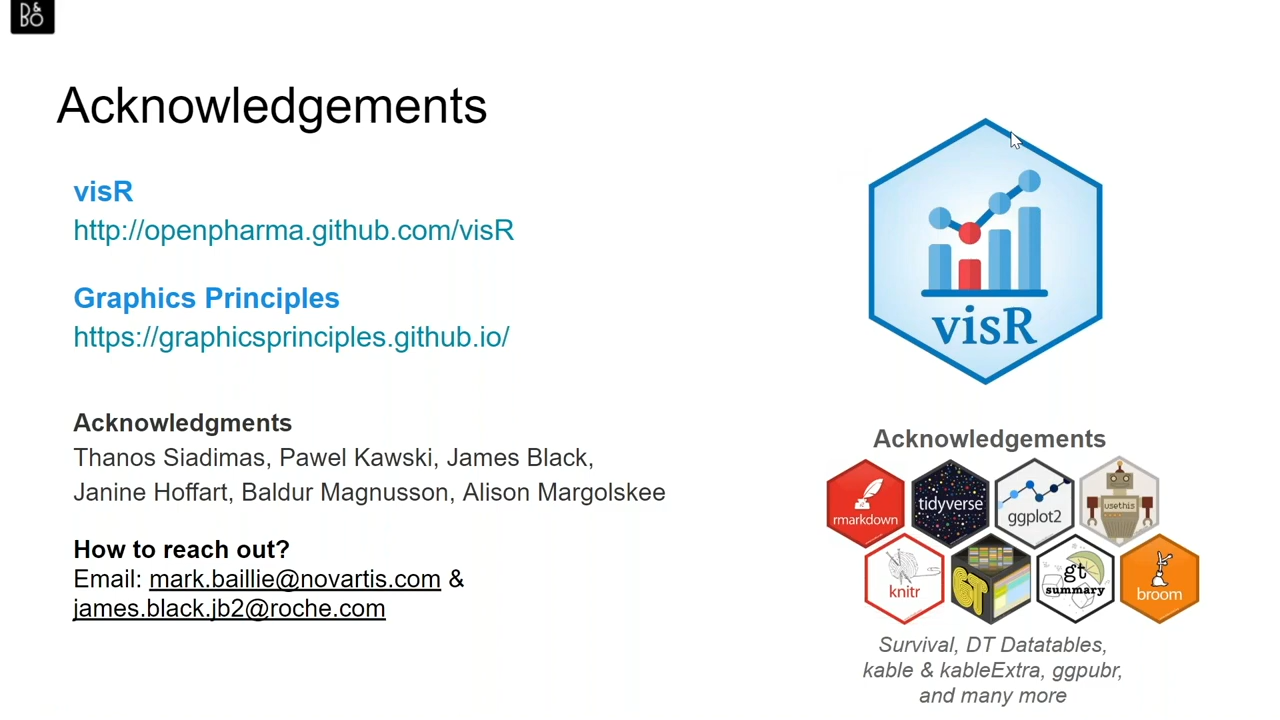 B&O
Acknowledgements
visR
http://openpharma.github.com/visR
Graphics Principles
https://graphicsprinciples.github.io/
Acknowledgments
Thanos Siadimas, Pawel Kawski, James Black,
Janine Hoffart, Baldur Magnusson, Alison Margolskee
How to reach out?
Email: mark.baillie@novartis.com &
james.black.jb2@roche.com
visR
Acknowledgements
rmarkdown
tidyverse
ggplot2
usethis
knitr
GT
gt
summary
broom
Survival, DT Datatables,
kable & kableExtra, ggpubr,
and many more